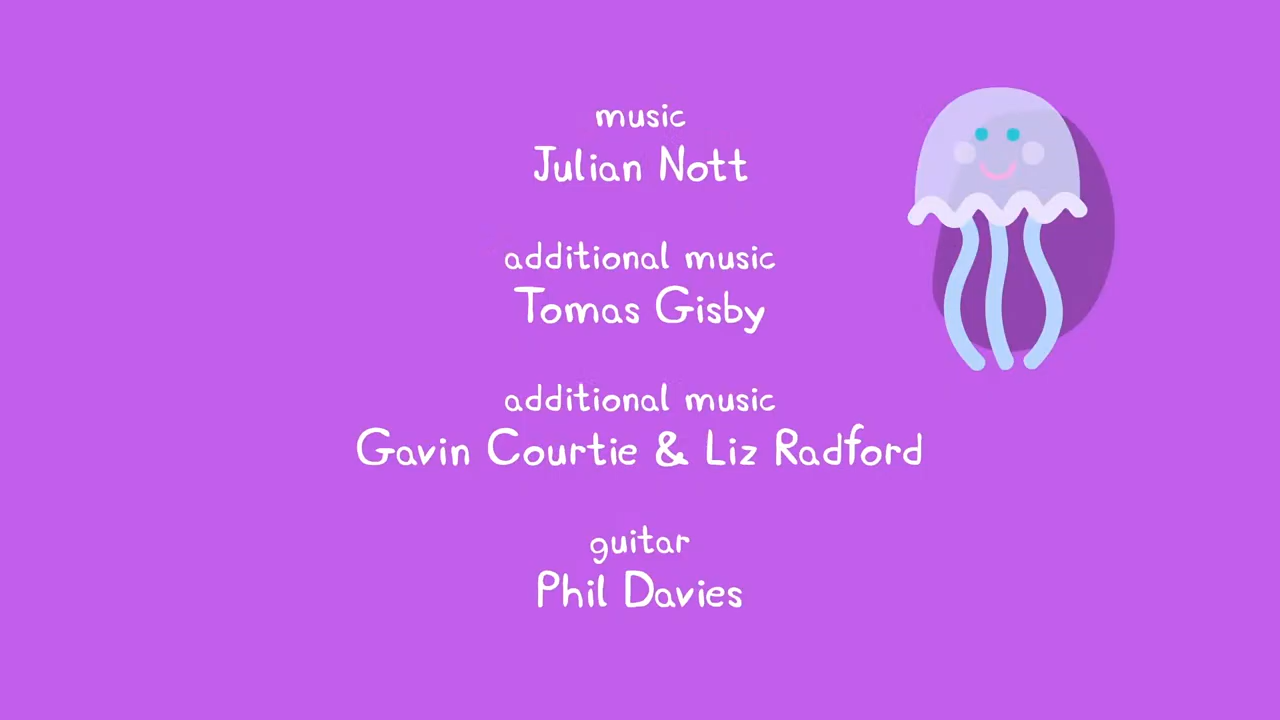 music
Julian Nott
additional music
Tomas Gisby
additional music
Gavin Courtie & Liz Radford
guitar
Phil Davies